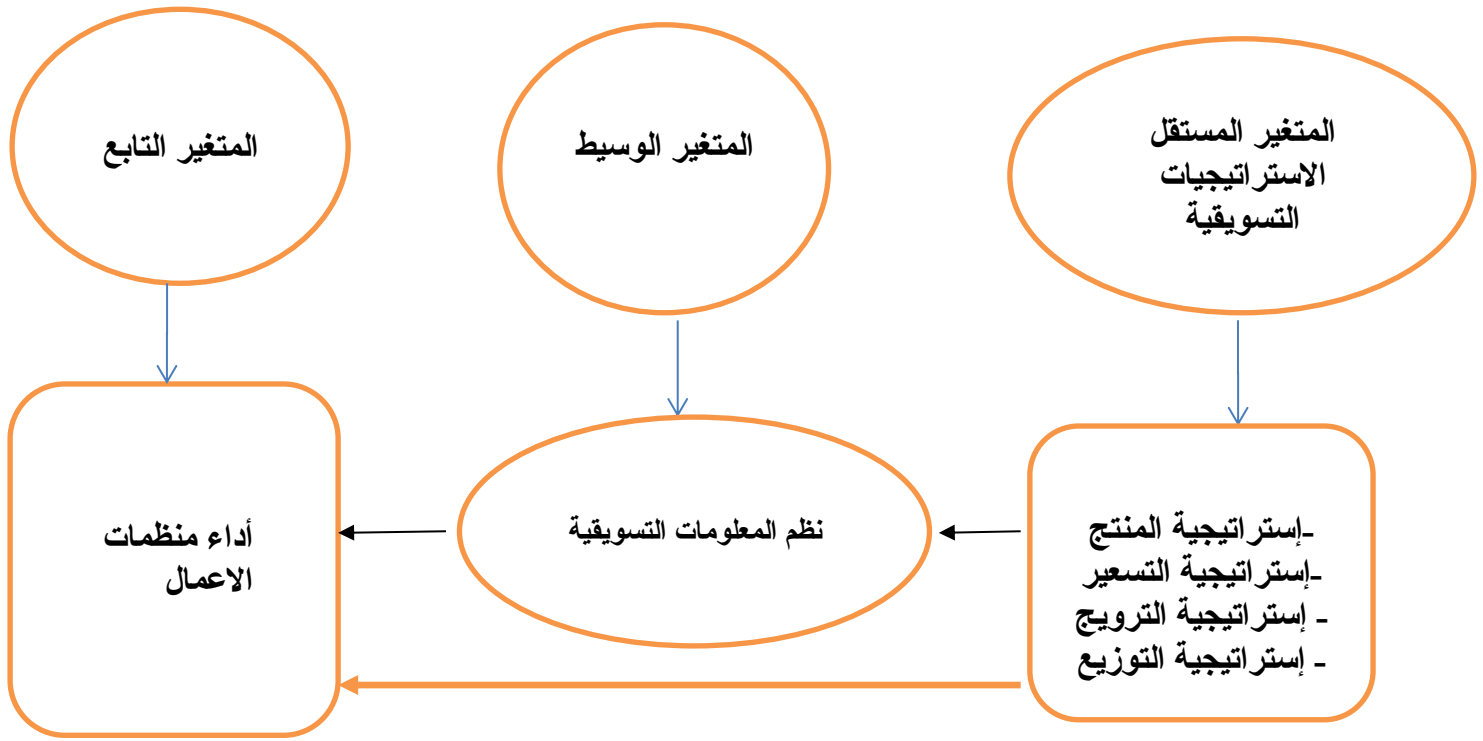 المتغير المستقل
الاستراتيجيات
التسويقية
المتغير الوسيط
المتغير التابع
-إستراتيجية المنتج
-إستراتيجية التسعير
- إستراتيجية الترويج
- إستراتيجية التوزيع
نظم المعلومات التسويقية
أداء منظمات
الاعمال